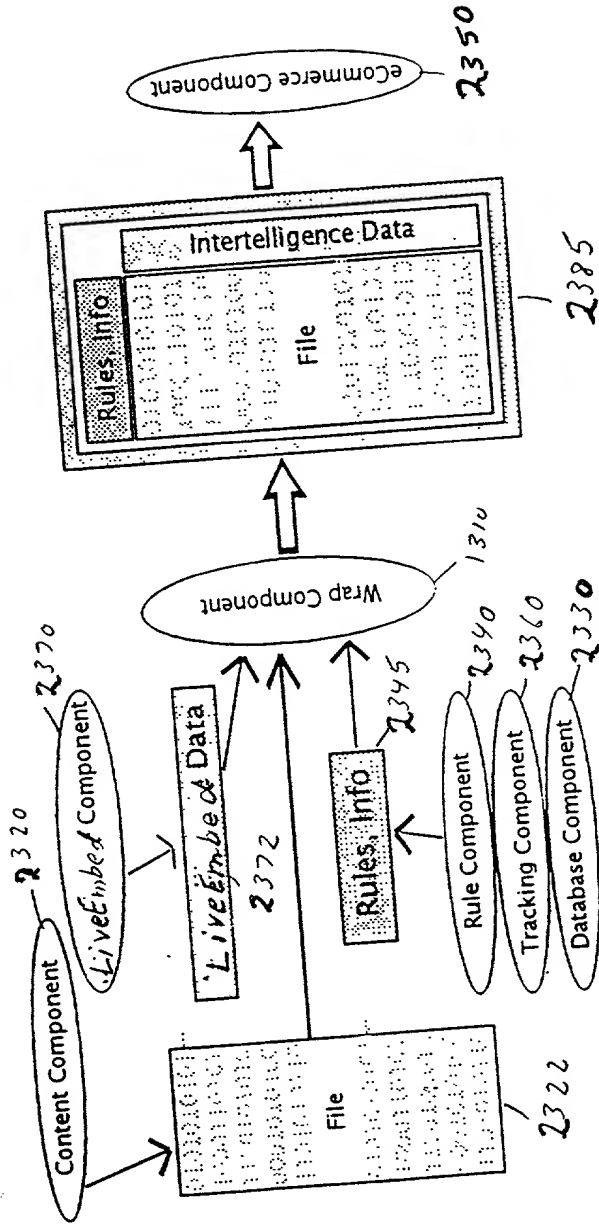 Content Component
2320
LiveEmbed Component
2370
LiveEmbed Data
2372
File
2322
Rules, Info
2345
Rule Component
2340
Tracking Component
2360
Database Component
2330
Wrap Component
1310
Rules, Info
Intertelligence Data
File
2385
eCommerce Component
2350